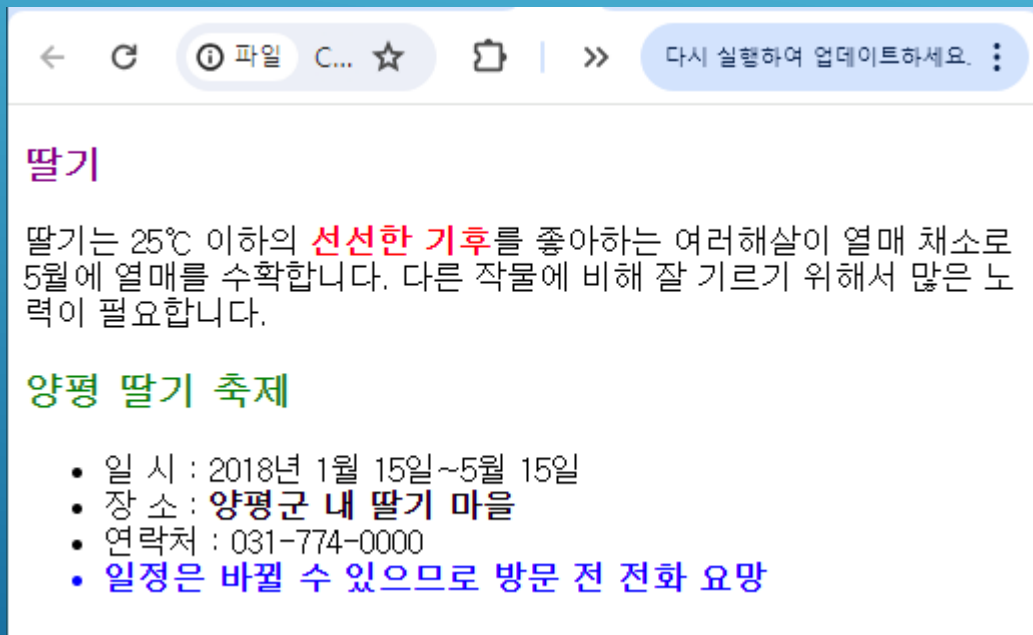 파일 C...
다시 실행하여 업데이트하세요.
딸기
딸기는 25℃ 이하의 선선한 기후를 좋아하는 여러해살이 열매 채소로
5월에 열매를 수확합니다. 다른 작물에 비해 잘 기르기 위해서 많은 노
력이 필요합니다.
양평 딸기 축제
• 일 시 : 2018년 1월 15일~5월 15일
• 장 소 : 양평군 내 딸기 마을
• 연락처 : 031-774-0000
• 일정은 바뀔 수 있으므로 방문 전 전화 요망